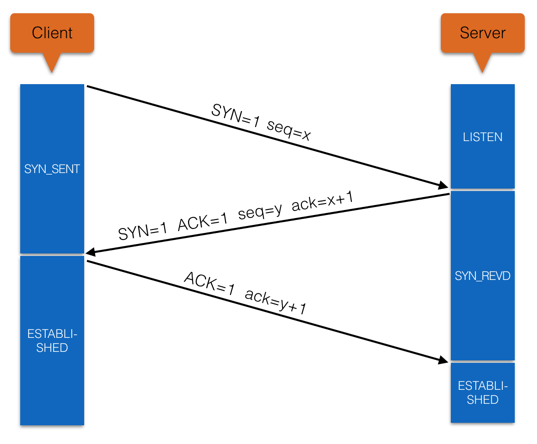 Client
Server
SYN=1 seq=x
LISTEN
SYN_SENT
SYN=1 ACK=1 seq=y ack=x+1
SYN_REVD
ACK=1 ack=y+1
ESTABLI-
SHED
ESTABLI-
SHED